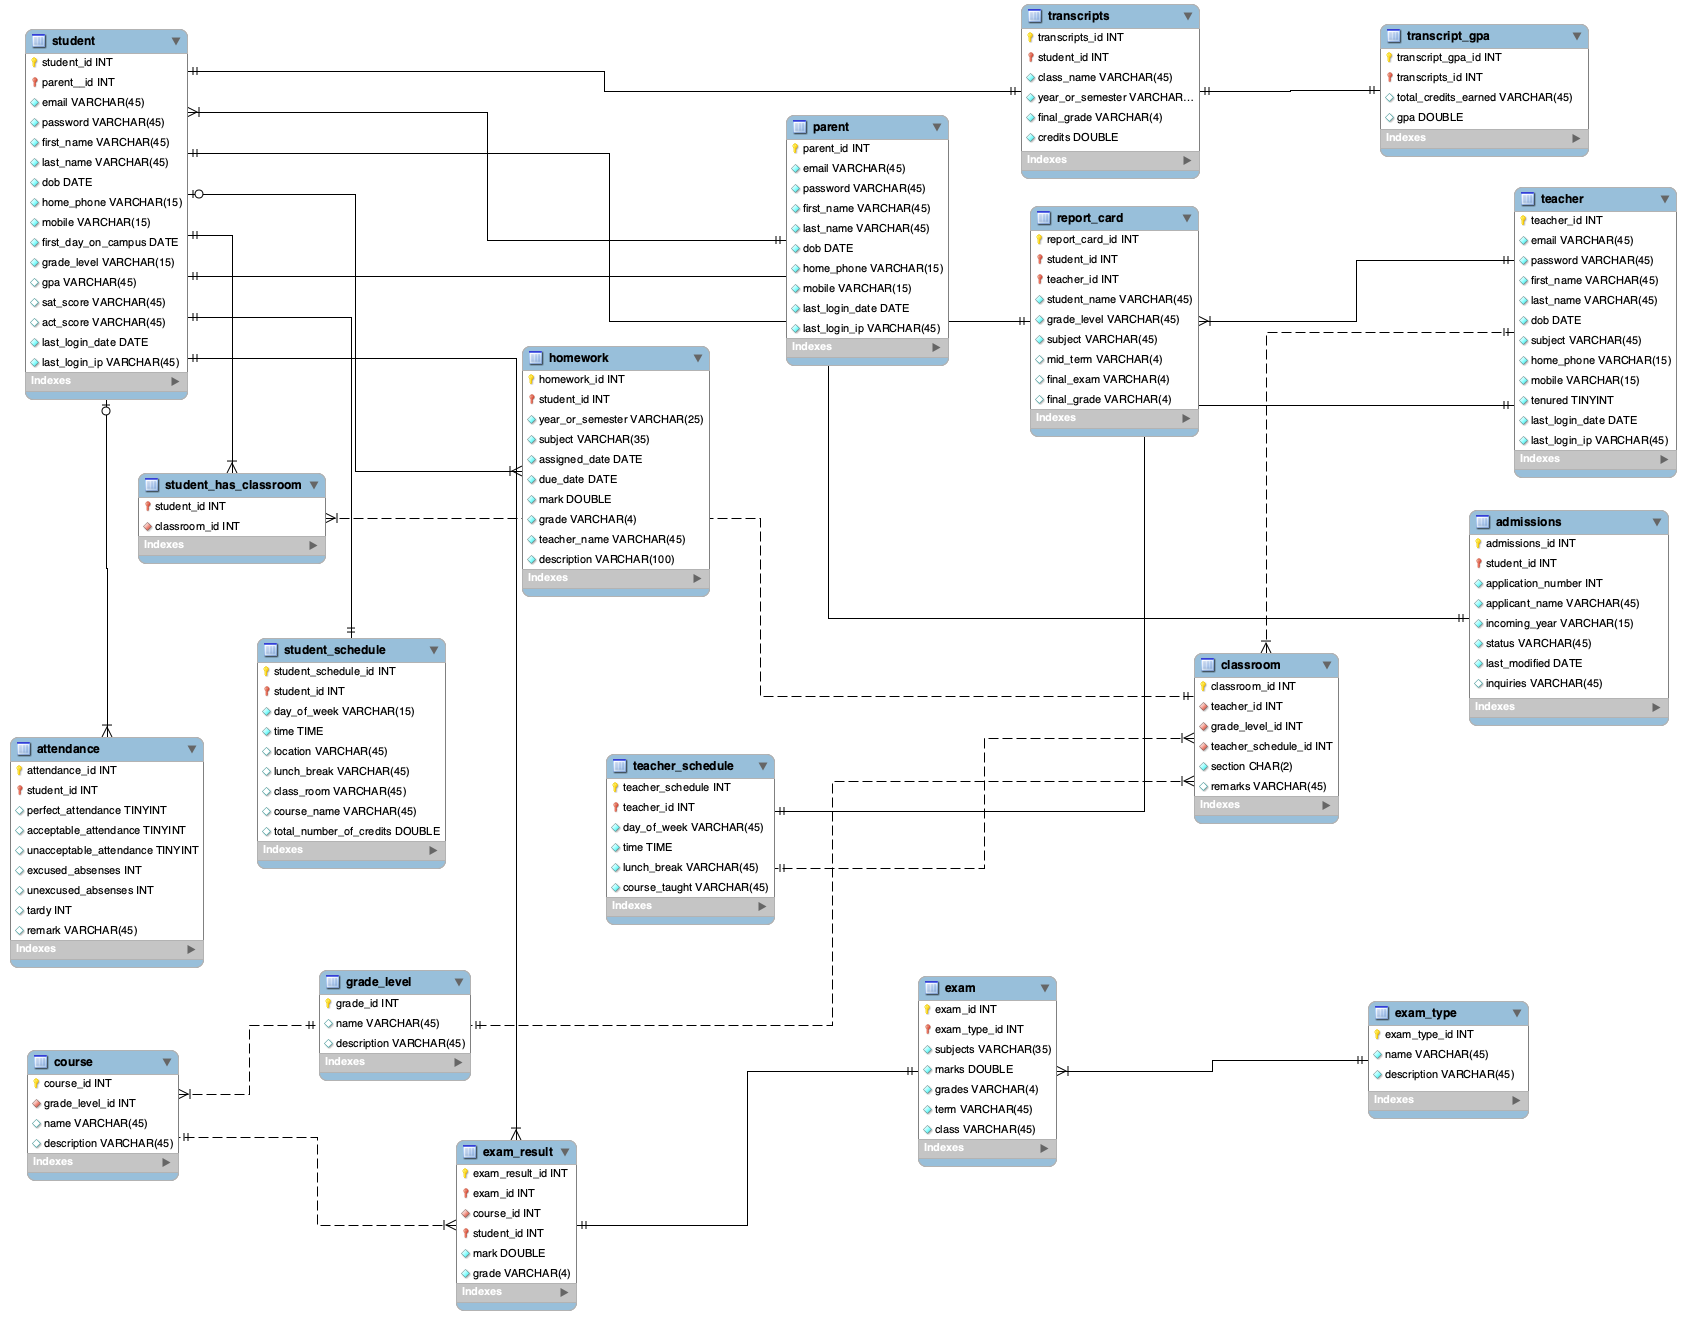 student
student_id INT
parent__id INT
email VARCHAR(45)
password VARCHAR(45)
first_name VARCHAR(45)
last_name VARCHAR(45)
dob DATE
home_phone VARCHAR(15)
mobile VARCHAR(15)
first_day_on_campus DATE
grade_level VARCHAR(15)
gpa VARCHAR(45)
sat_score VARCHAR(45)
act_score VARCHAR(45)
last_login_date DATE
last_login_ip VARCHAR(45)
Indexes
transcripts
transcripts_id INT
student_id INT
class_name VARCHAR(45)
year_or_semester VARCHAR...
final_grade VARCHAR(4)
credits DOUBLE
Indexes
transcript_gpa
transcript_gpa_id INT
transcripts_id INT
total_credits_earned VARCHAR(45)
gpa DOUBLE
Indexes
parent
parent_id INT
email VARCHAR(45)
password VARCHAR(45)
first_name VARCHAR(45)
last_name VARCHAR(45)
dob DATE
home_phone VARCHAR(15)
mobile VARCHAR(15)
last_login_date DATE
last_login_ip VARCHAR(45)
Indexes
report_card
report_card_id INT
student_id INT
teacher_id INT
student_name VARCHAR(45)
grade_level VARCHAR(45)
subject VARCHAR(45)
mid_term VARCHAR(4)
final_exam VARCHAR(4)
final_grade VARCHAR(4)
Indexes
teacher
teacher_id INT
email VARCHAR(45)
password VARCHAR(45)
first_name VARCHAR(45)
last_name VARCHAR(45)
dob DATE
subject VARCHAR(45)
home_phone VARCHAR(15)
mobile VARCHAR(15)
tenured TINYINT
last_login_date DATE
last_login_ip VARCHAR(45)
Indexes
homework
homework_id INT
student_id INT
year_or_semester VARCHAR(25)
subject VARCHAR(35)
assigned_date DATE
due_date DATE
mark DOUBLE
grade VARCHAR(4)
teacher_name VARCHAR(45)
description VARCHAR(100)
Indexes
student_has_classroom
student_id INT
classroom_id INT
Indexes
admissions
admissions_id INT
student_id INT
application_number INT
applicant_name VARCHAR(45)
incoming_year VARCHAR(15)
status VARCHAR(45)
last_modified DATE
inquiries VARCHAR(45)
Indexes
student_schedule
student_schedule_id INT
student_id INT
day_of_week VARCHAR(15)
time TIME
location VARCHAR(45)
lunch_break VARCHAR(45)
class_room VARCHAR(45)
course_name VARCHAR(45)
total_number_of_credits DOUBLE
Indexes
classroom
classroom_id INT
teacher_id INT
grade_level_id INT
teacher_schedule_id INT
section CHAR(2)
remarks VARCHAR(45)
Indexes
attendance
attendance_id INT
student_id INT
perfect_attendance TINYINT
acceptable_attendance TINYINT
unacceptable_attendance TINYINT
excused_absenses INT
unexcused_absenses INT
tardy INT
remark VARCHAR(45)
Indexes
teacher_schedule
teacher_schedule INT
teacher_id INT
day_of_week VARCHAR(45)
time TIME
lunch_break VARCHAR(45)
course_taught VARCHAR(45)
Indexes
grade_level
grade_id INT
name VARCHAR(45)
description VARCHAR(45)
Indexes
exam
exam_id INT
exam_type_id INT
subjects VARCHAR(35)
marks DOUBLE
grades VARCHAR(4)
term VARCHAR(45)
class VARCHAR(45)
Indexes
exam_type
exam_type_id INT
name VARCHAR(45)
description VARCHAR(45)
Indexes
course
course_id INT
grade_level_id INT
name VARCHAR(45)
description VARCHAR(45)
Indexes
exam_result
exam_result_id INT
exam_id INT
course_id INT
student_id INT
mark DOUBLE
grade VARCHAR(4)
Indexes